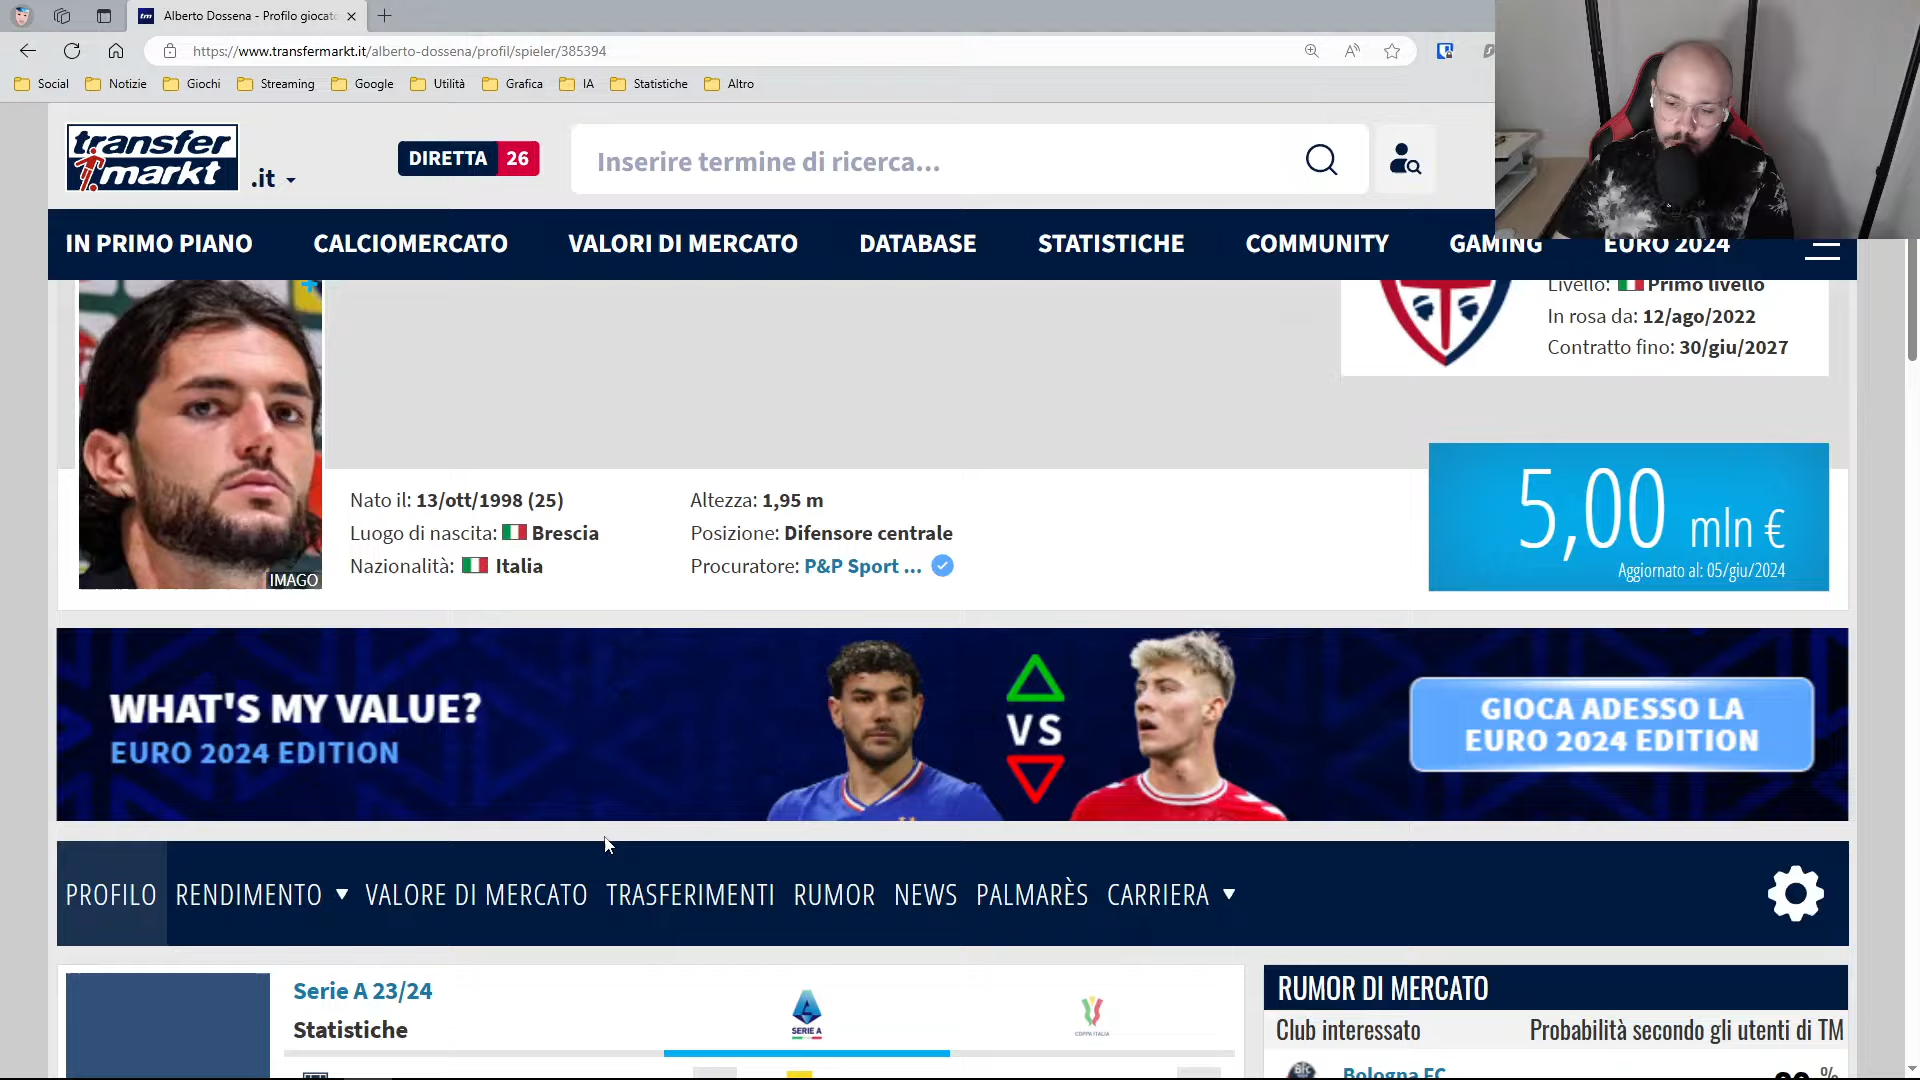 Alberto Dossena - Profilo giocato
https://www.transfermarkt.it/alberto-dossena/profil/spieler/385394
Social
Notizie
Giochi
Streaming
Google
Utilità
Grafica
IA
Statistiche
Altro
transfer
markt
.it
DIRETTA 26
Inserire termine di ricerca...
IN PRIMO PIANO
CALCIOMERCATO
VALORI DI MERCATO
DATABASE
STATISTICHE
COMMUNITY
GAMING
EURO 2024
Livello: Primo livello
In rosa da: 12/ago/2022
Contratto fino: 30/giu/2027
IMAGO
Nato il: 13/ott/1998 (25)
Luogo di nascita: Brescia
Nazionalità: Italia
Altezza: 1,95 m
Posizione: Difensore centrale
Procuratore: P&P Sport ...
5,00 mln €
Aggiornato al: 05/giu/2024
WHAT'S MY VALUE?
EURO 2024 EDITION
VS
GIOCA ADESSO LA
EURO 2024 EDITION
PROFILO
RENDIMENTO
VALORE DI MERCATO
TRASFERIMENTI
RUMOR
NEWS
PALMARÈS
CARRIERA
Serie A 23/24
Statistiche
SERIE A
COPPA ITALIA
RUMOR DI MERCATO
Club interessato
Probabilità secondo gli utenti di TM
Bologna FC
%